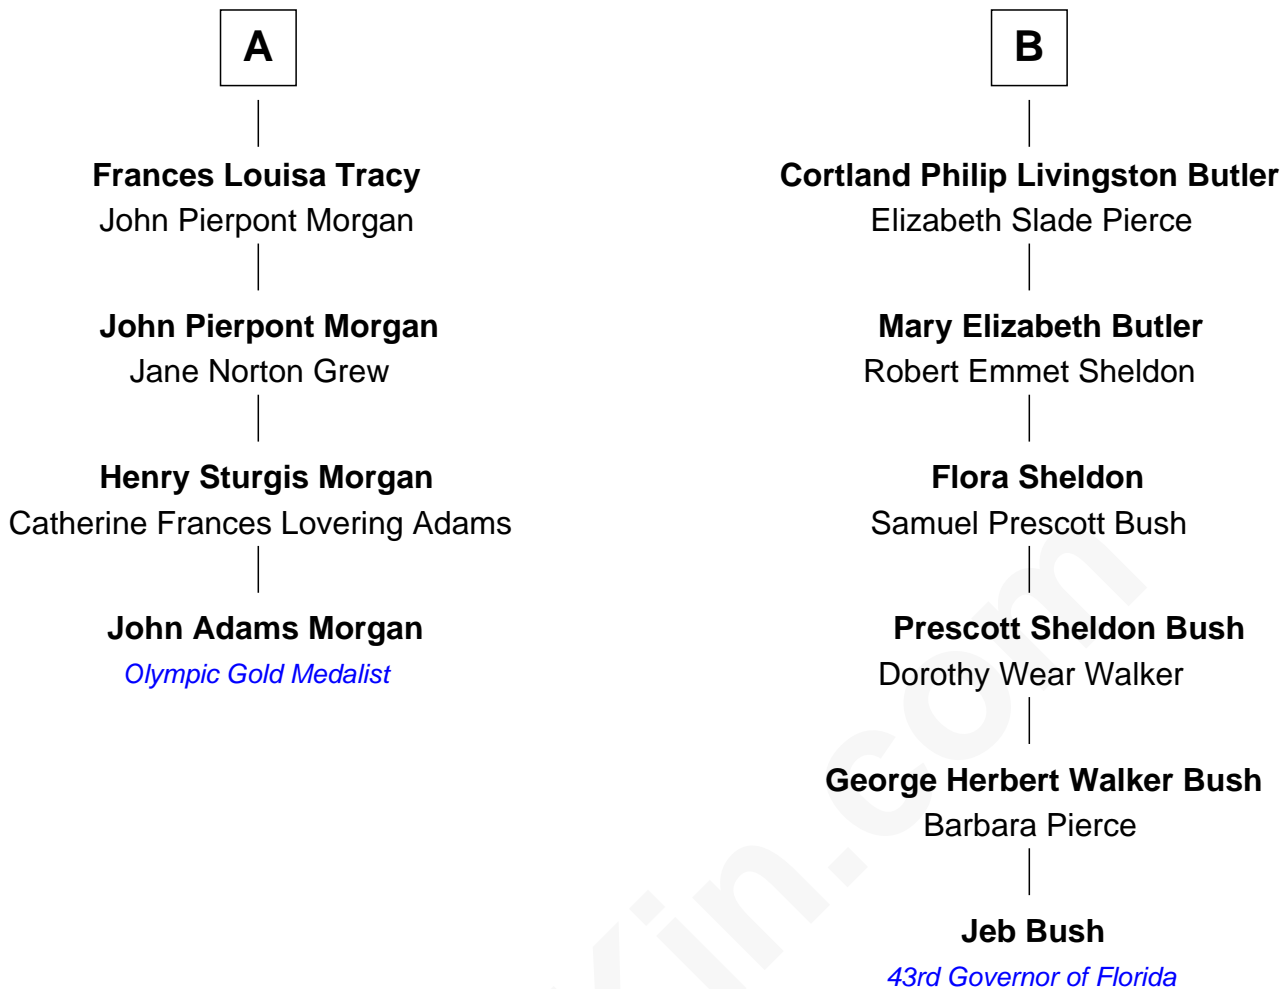 A
Frances Louisa Tracy
John Pierpont Morgan
John Pierpont Morgan
Jane Norton Grew
Henry Sturgis Morgan
Catherine Frances Lovering Adams
John Adams Morgan
Olympic Gold Medalist
B
Cortland Philip Livingston Butler
Elizabeth Slade Pierce
Mary Elizabeth Butler
Robert Emmet Sheldon
Flora Sheldon
Samuel Prescott Bush
Prescott Sheldon Bush
Dorothy Wear Walker
George Herbert Walker Bush
Barbara Pierce
Jeb Bush
43rd Governor of Florida